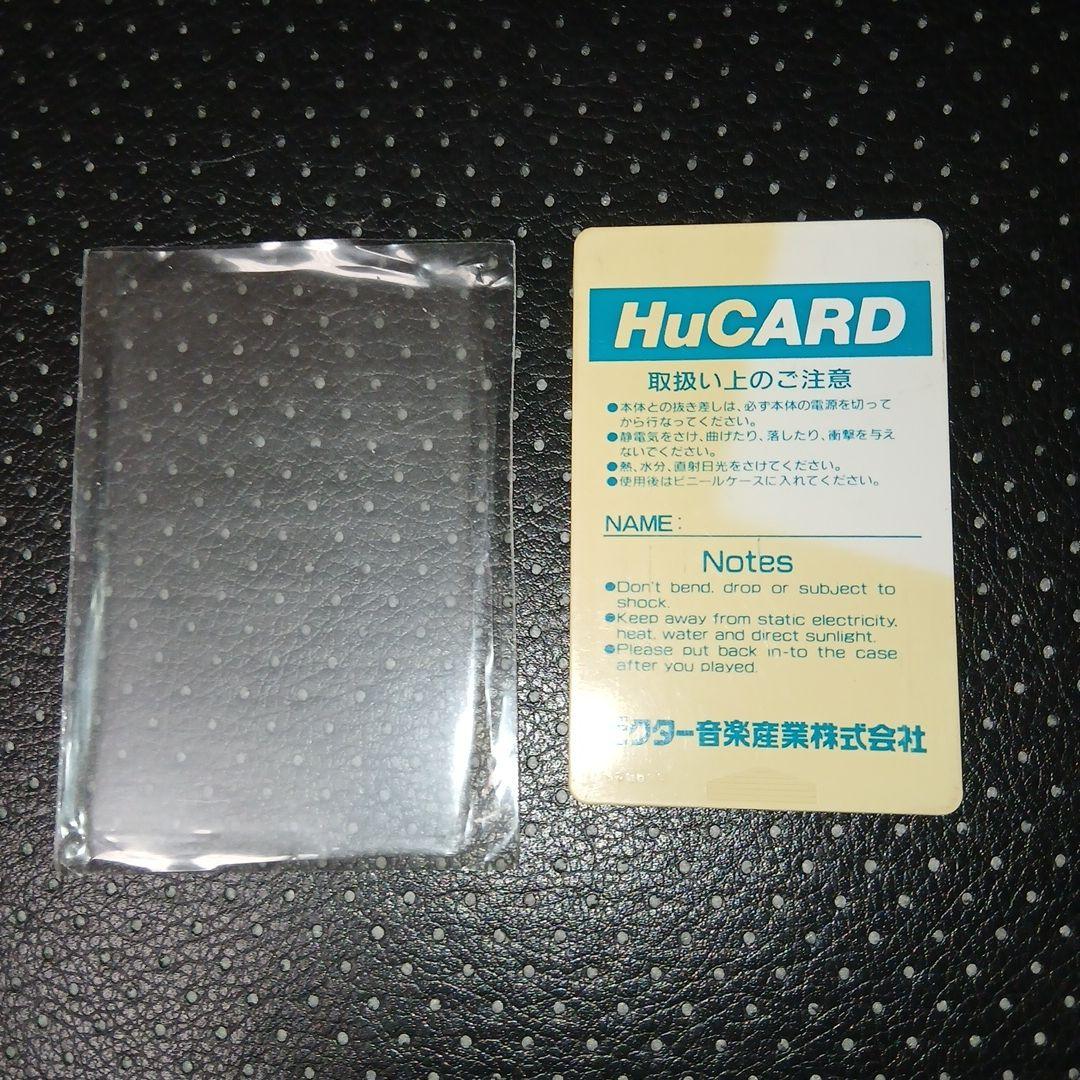 HuCARD
取扱い上のご注意
●本体との抜き差しは、必ず本体の電源を切って
から行なってください。
●静電気をさけ、曲げたり、落したり、衝撃を与え
ないでください。
●熱、水分、直射日光をさけてください。
●使用後はビニールケースに入れてください。
NAME:
Notes
●Don't bend, drop or subject to
shock.
●Keep away from static electricity,
heat, water and direct sunlight.
●Please put back in-to the case
after you played.
ビクター音楽産業株式会社